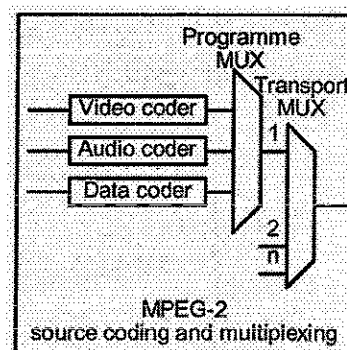 Programme
MUX
Transport
MUX
Video coder
1
Audio coder
Data coder
2
n
MPEG-2
source coding and multiplexing